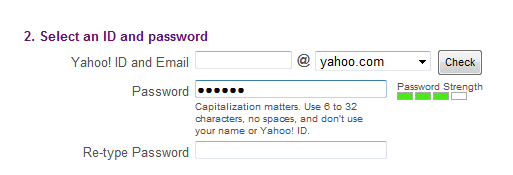 2. Select an ID and password
Yahoo! ID and Email @ yahoo.com Check
Password ●●●●●● Password Strength
Capitalization matters. Use 6 to 32
characters, no spaces, and don't use
your name or Yahoo! ID.
Re-type Password